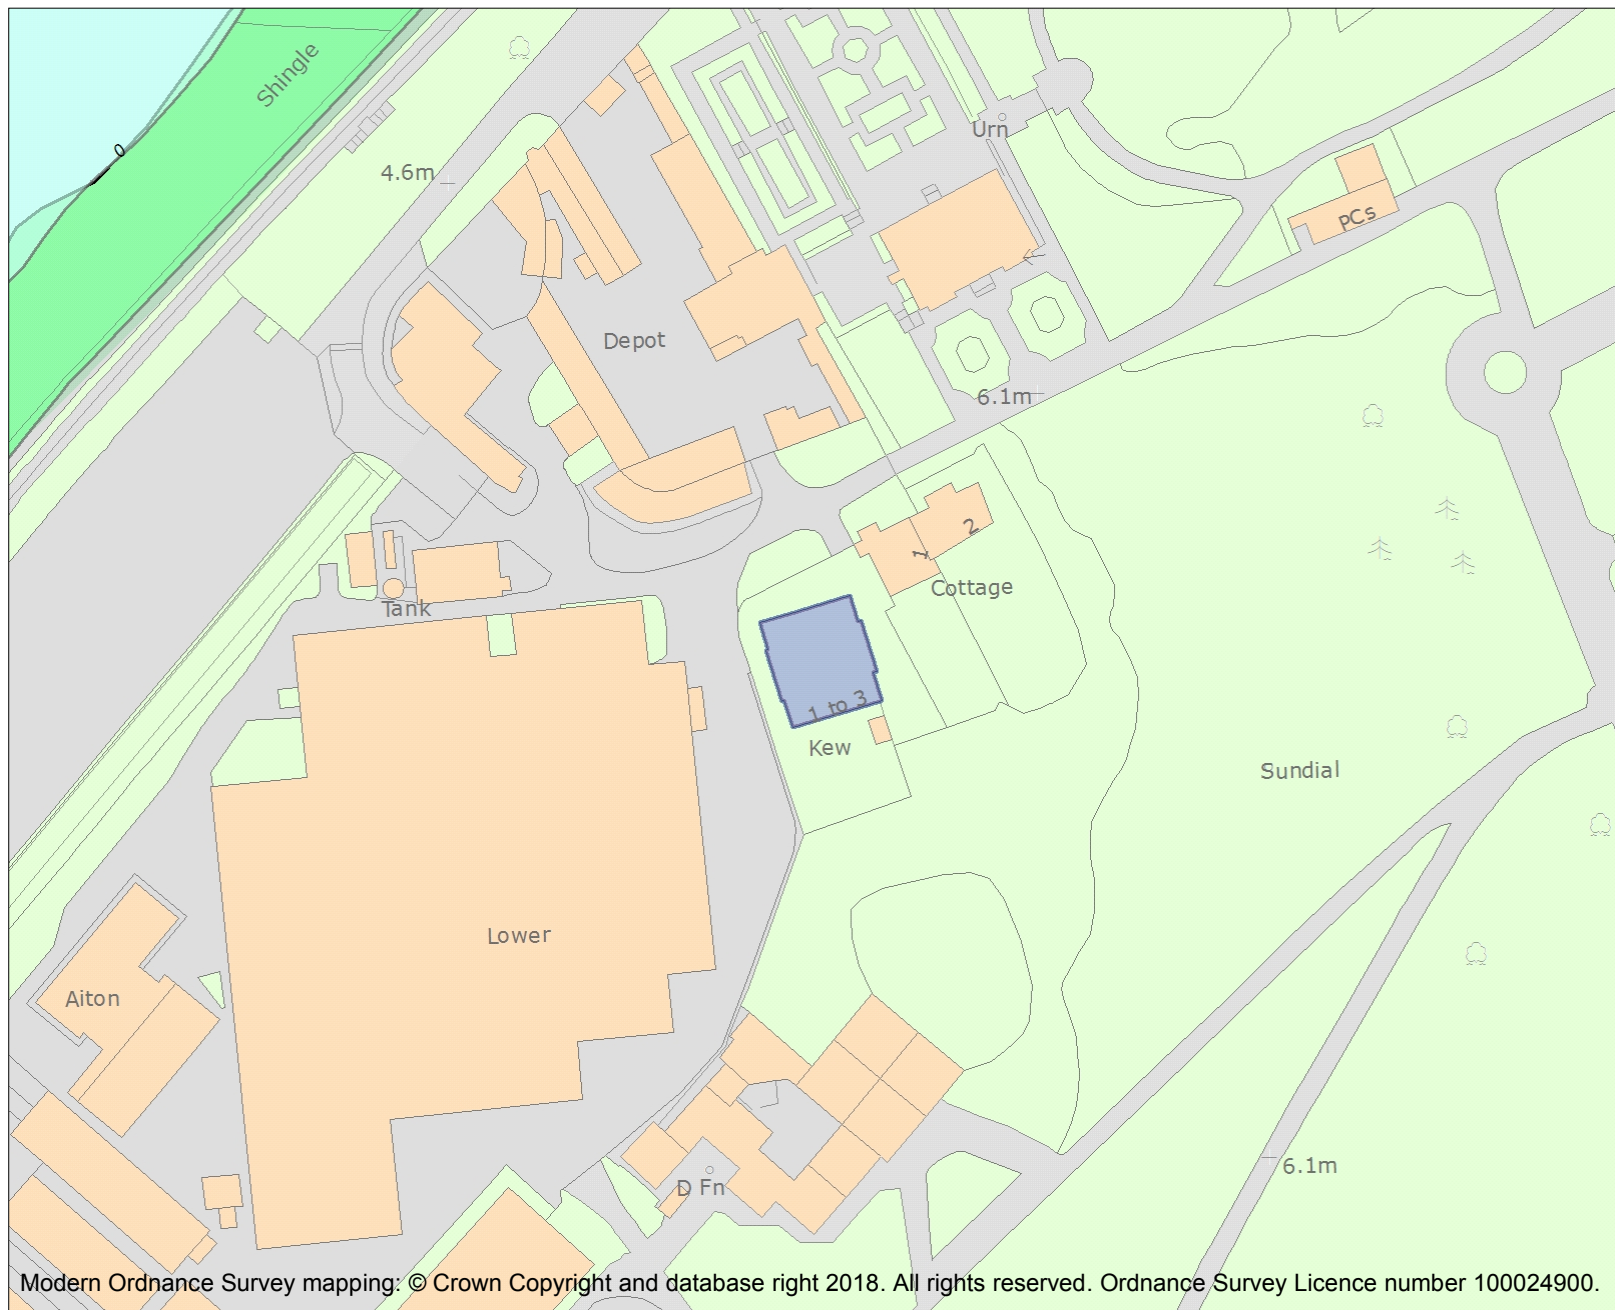 Shingle
0
4.6m
Urn
PCs
Depot
6.1m
2
1
Cottage
Tank
1 to 3
Kew
Sundial
Lower
Aiton
6.1m
D Fn
Modern Ordnance Survey mapping: © Crown Copyright and database right 2018. All rights reserved. Ordnance Survey Licence number 100024900.